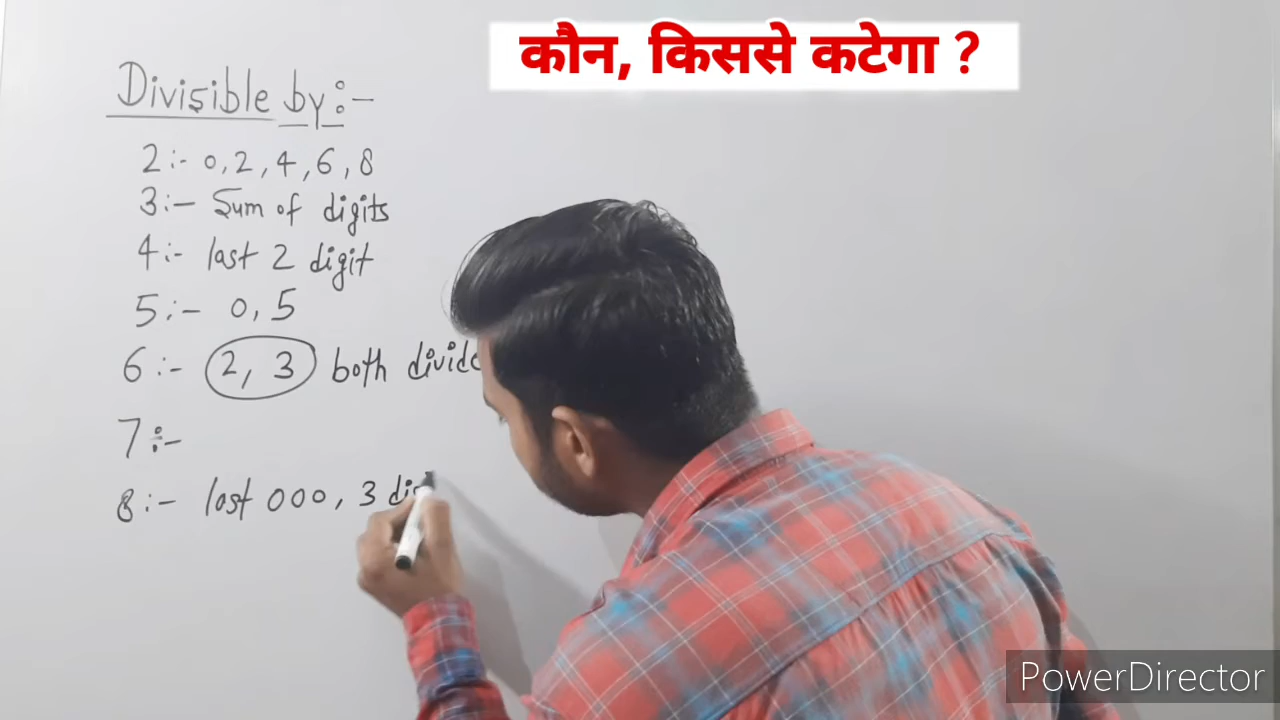 कौन, किससे कटेगा ?
Divisible by:-
2:- 0,2,4,6,8
3:- Sum of digits
4:- last 2 digit
5:- 0,5
6:- 2, 3 both divide
7:-
8:- last 000, 3
PowerDirector